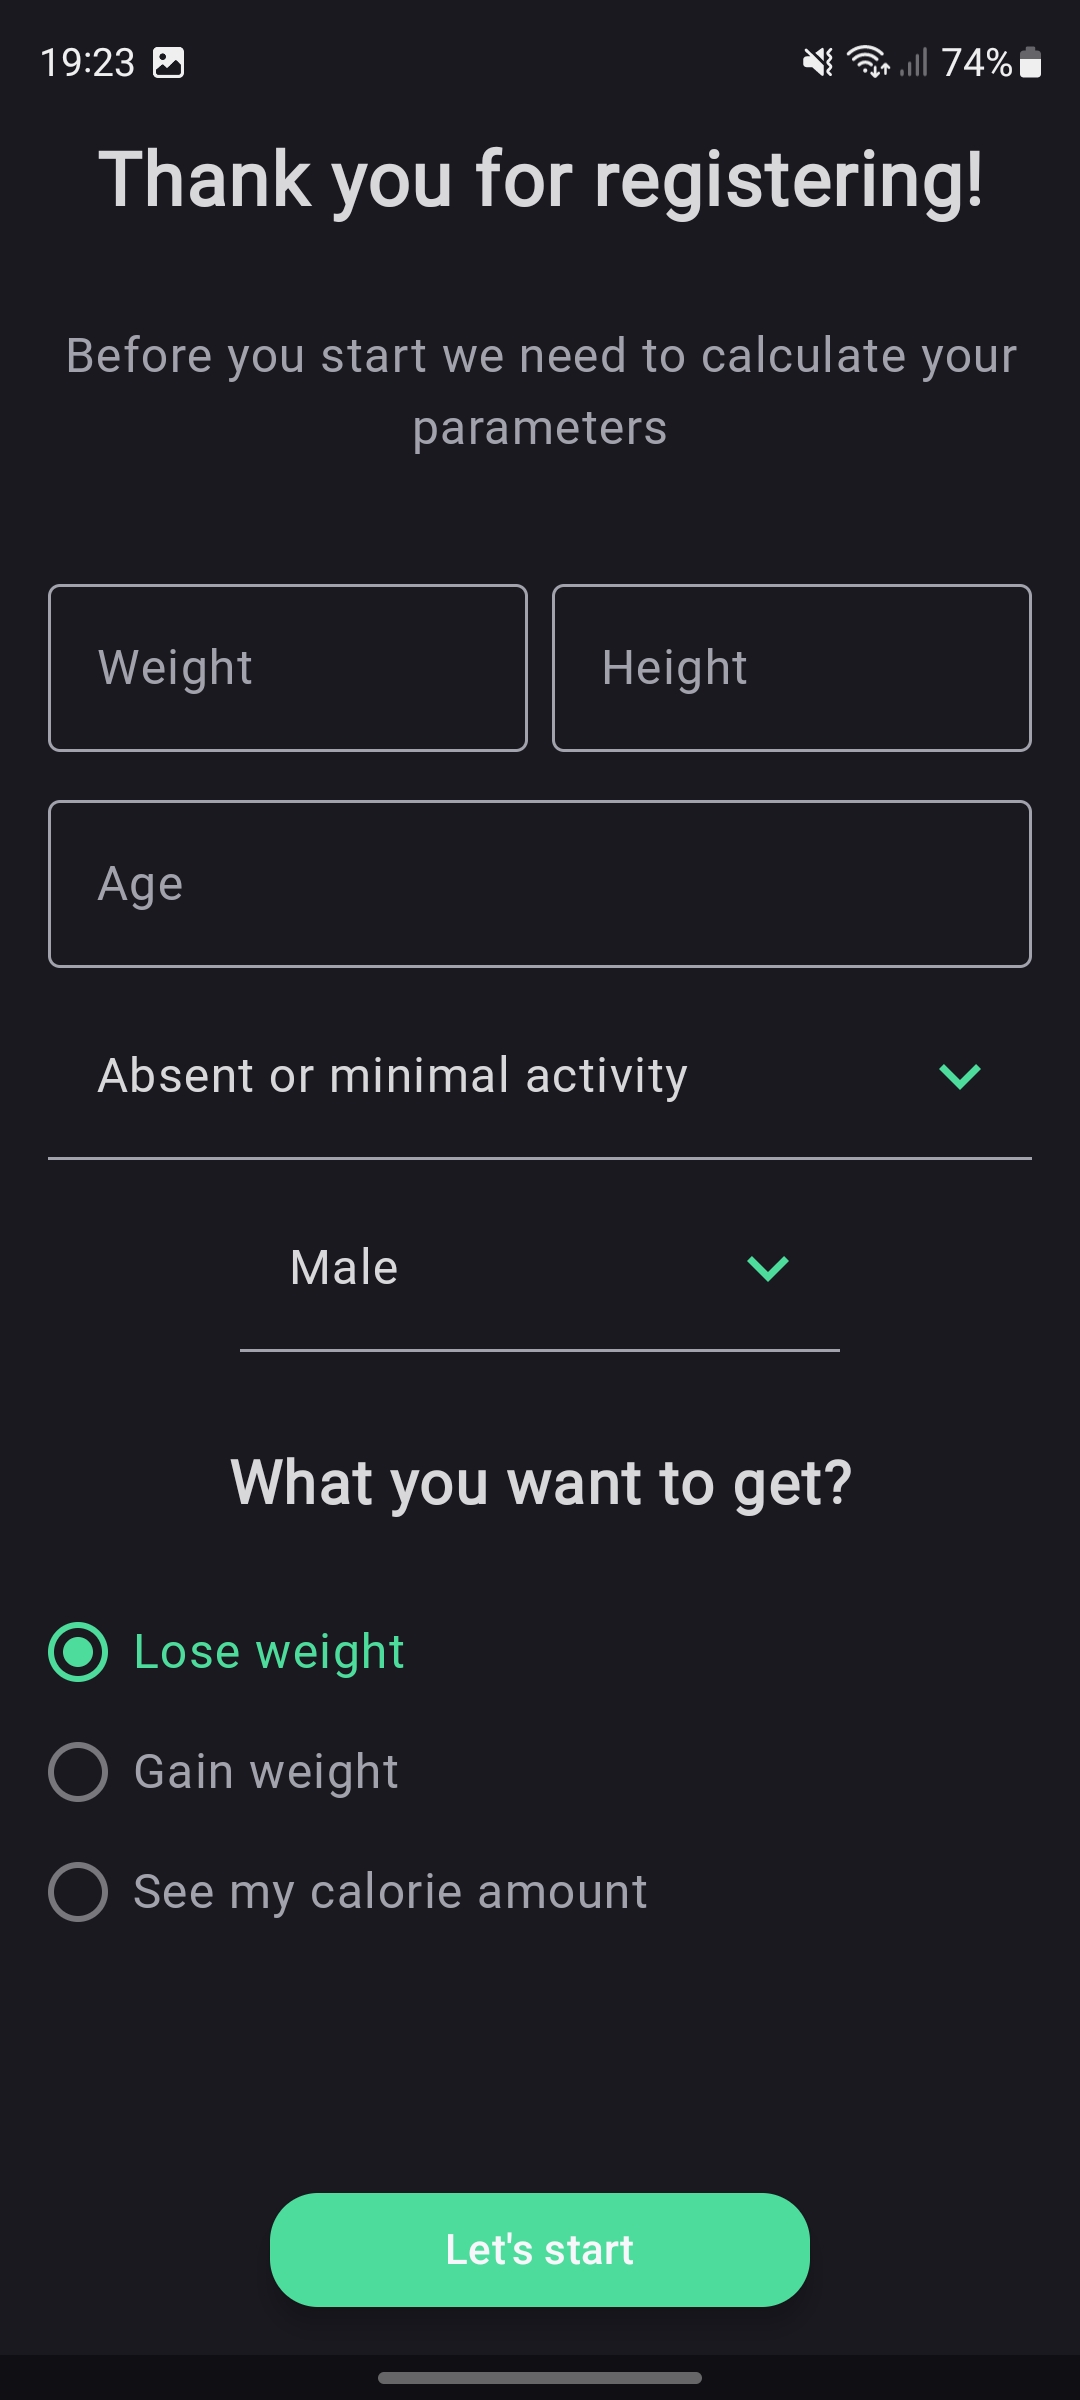 19:23 74%
Thank you for registering!
Before you start we need to calculate your
parameters
Weight Height
Age
Absent or minimal activity
Male
What you want to get?
Lose weight
Gain weight
See my calorie amount
Let's start